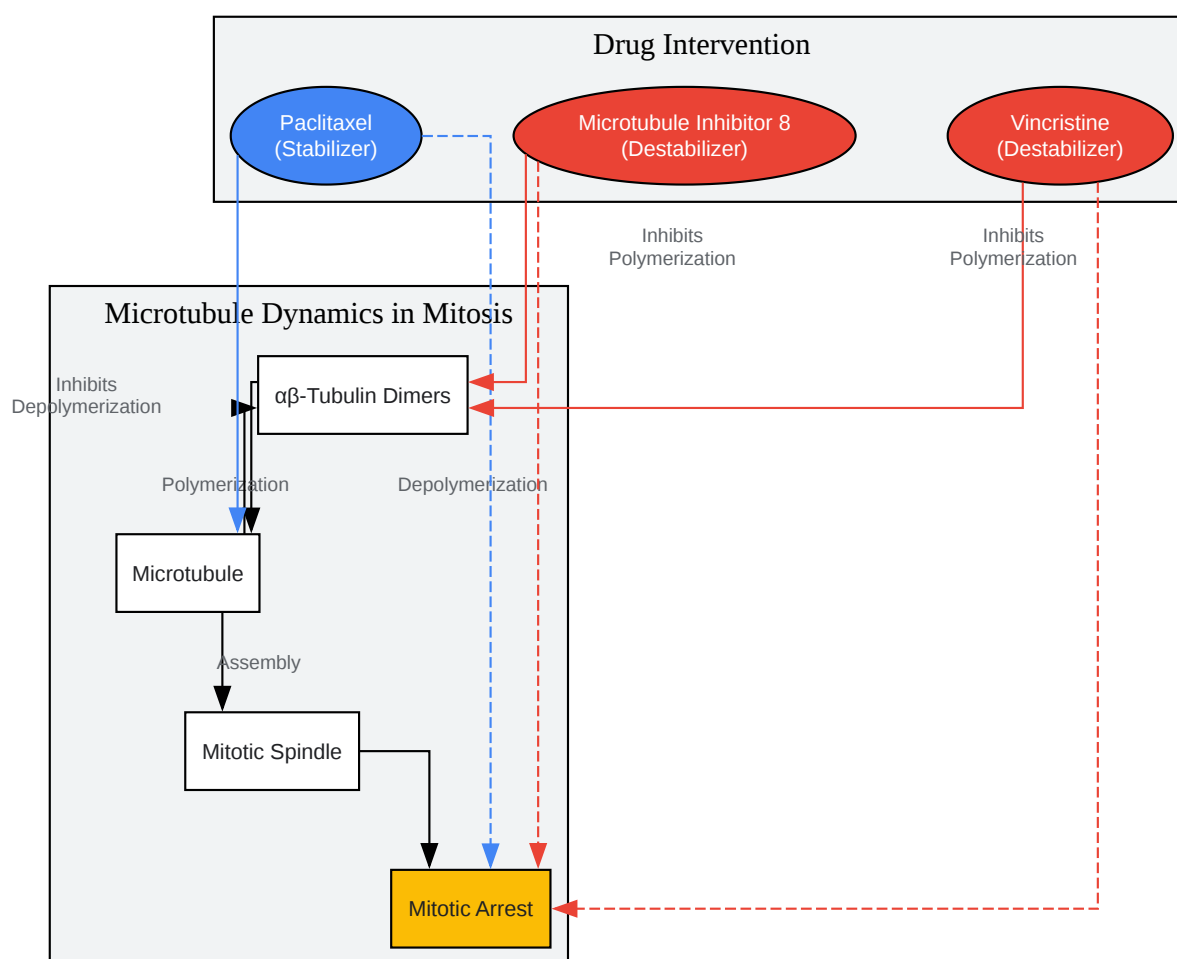 Drug Intervention
Paclitaxel
(Stabilizer)
Microtubule Inhibitor 8
(Destabilizer)
Vincristine
(Destabilizer)
Inhibits
Polymerization
Inhibits
Polymerization
Microtubule Dynamics in Mitosis
Inhibits
Depolymerization
αβ-Tubulin Dimers
Polymerization
Depolymerization
Microtubule
Assembly
Mitotic Spindle
Mitotic Arrest